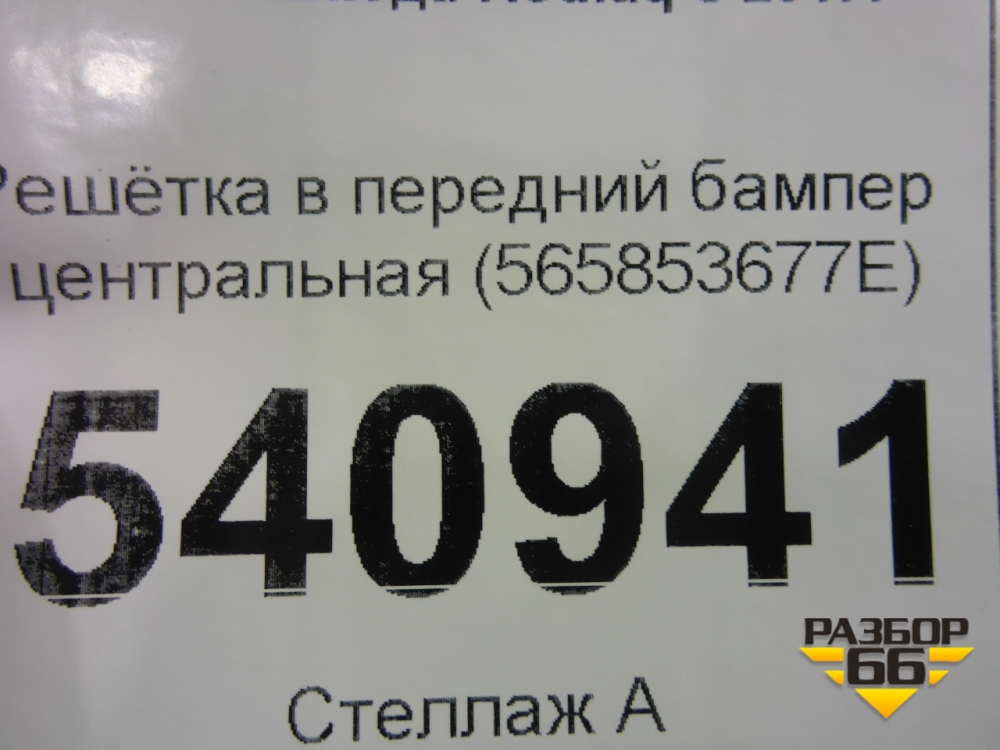 Решётка в передний бампер
центральная (565853677E)
540941
РАЗБОР
66
Стеллаж А